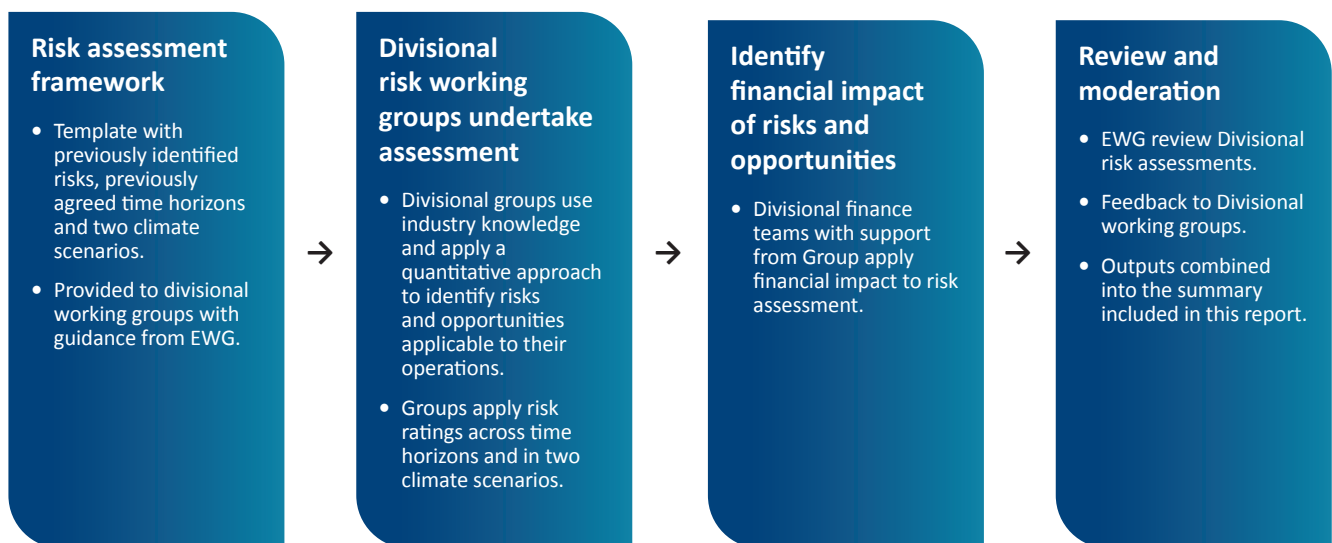 Risk assessment
framework
• Template with
previously identified
risks, previously
agreed time horizons
and two climate
scenarios.
• Provided to divisional
working groups with
guidance from EWG.
→
Divisional
risk working
groups undertake
assessment
• Divisional groups use
industry knowledge
and apply a
quantitative approach
to identify risks
and opportunities
applicable to their
operations.
• Groups apply risk
ratings across time
horizons and in two
climate scenarios.
→
Identify
financial impact
of risks and
opportunities
• Divisional finance
teams with support
from Group apply
financial impact to risk
assessment.
→
Review and
moderation
• EWG review Divisional
risk assessments.
• Feedback to Divisional
working groups.
• Outputs combined
into the summary
included in this report.